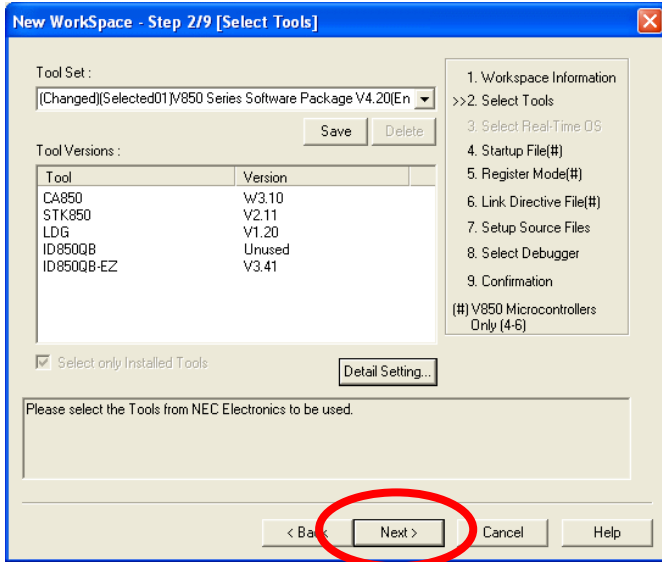 New WorkSpace - Step 2/9 [Select Tools]
Tool Set :
(Changed)(Selected01)V850 Series Software Package V4.20(En
Save Delete
Tool Versions :
Tool Version
CA850 W3.10
STK850 V2.11
LDG V1.20
ID850QB Unused
ID850QB-EZ V3.41
Select only Installed Tools
Detail Setting...
1. Workspace Information
>>2. Select Tools
3. Select Real-Time OS
4. Startup File(#)
5. Register Mode(#)
6. Link Directive File(#)
7. Setup Source Files
8. Select Debugger
9. Confirmation
(#) V850 Microcontrollers
Only (4-6)
Please select the Tools from NEC Electronics to be used.
< Back Next > Cancel Help